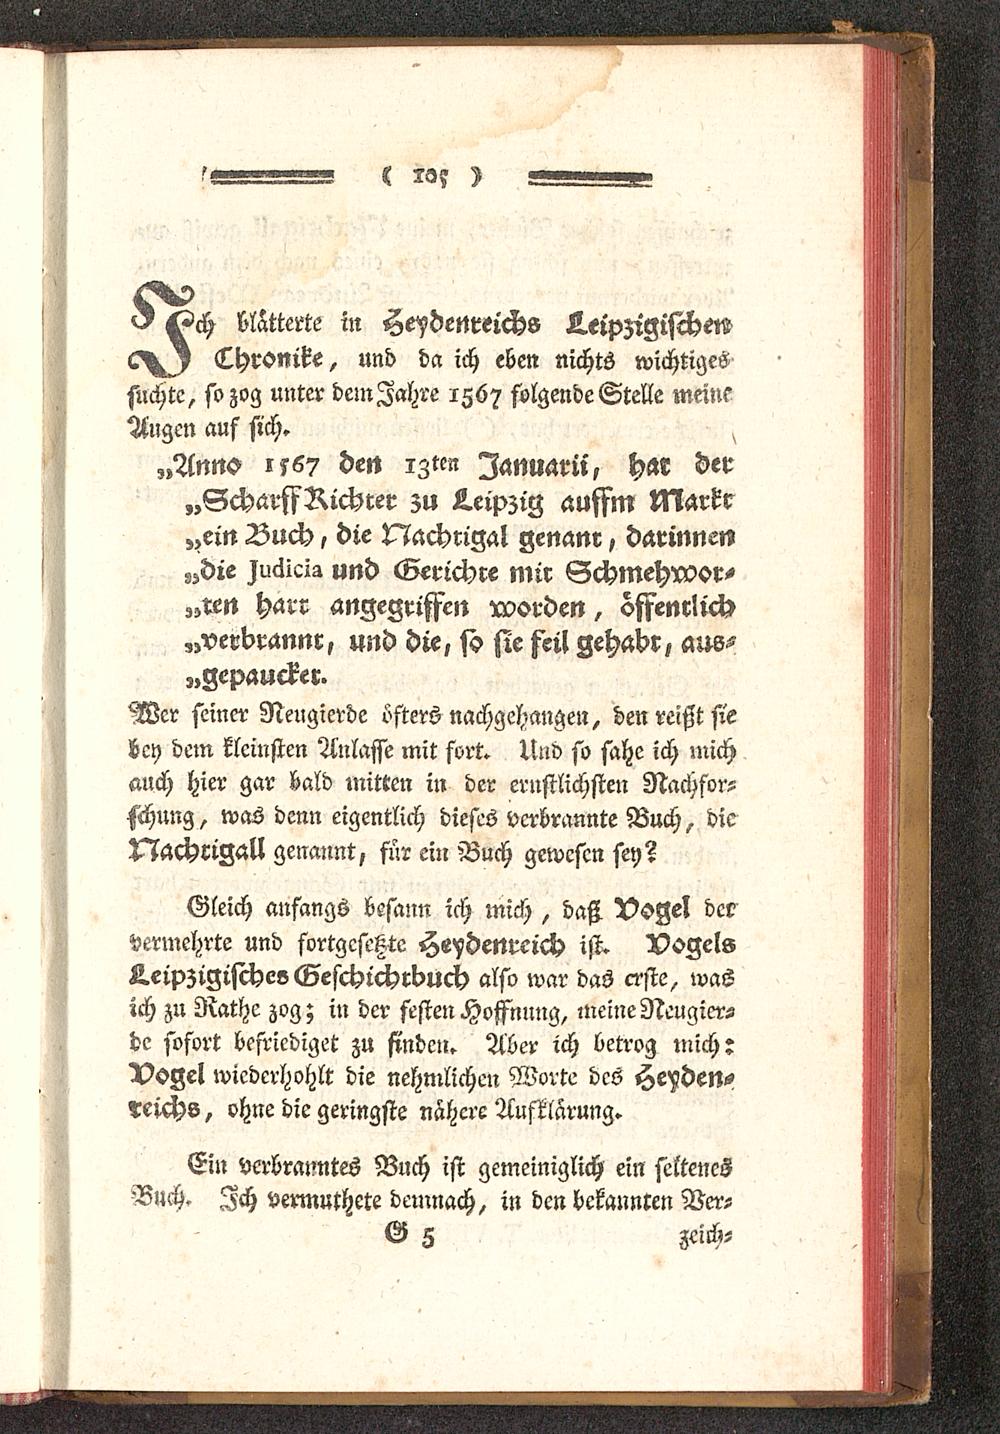 ( 105 )
Ich blätterte in Heydenreichs Leipzigischen
Chronike, und da ich eben nichts wichtiges
suchte, so zog unter dem Jahre 1567 folgende Stelle meine
Augen auf sich.
„Anno 1567 den 13ten Januarii, hat der
„Scharff Richter zu Leipzig auffm Markt
„ein Buch, die Nachtigal genant, darinnen
„die Judicia und Gerichte mit Schmehwor-
„ten hart angegriffen worden, öffentlich
„verbrannt, und die, so sie feil gehabt, aus-
„gepaucket.
Wer seiner Neugierde öfters nachgehangen, den reißt sie
bey dem kleinsten Anlasse mit fort. Und so sahe ich mich
auch hier gar bald mitten in der ernstlichsten Nachfor-
schung, was denn eigentlich dieses verbrannte Buch, die
Nachtigall genannt, für ein Buch gewesen sey?
Gleich anfangs besann ich mich, daß Vogel der
vermehrte und fortgesetzte Heydenreich ist. Vogels
Leipzigisches Geschichtbuch also war das erste, was
ich zu Rathe zog; in der festen Hoffnung, meine Neugier-
de sofort befriediget zu finden. Aber ich betrog mich:
Vogel wiederhohlt die nehmlichen Worte des Heyden-
reichs, ohne die geringste nähere Aufklärung.
Ein verbranntes Buch ist gemeiniglich ein seltenes
Buch. Ich vermuthete demnach, in den bekannten Ver-
G 5 zeich-